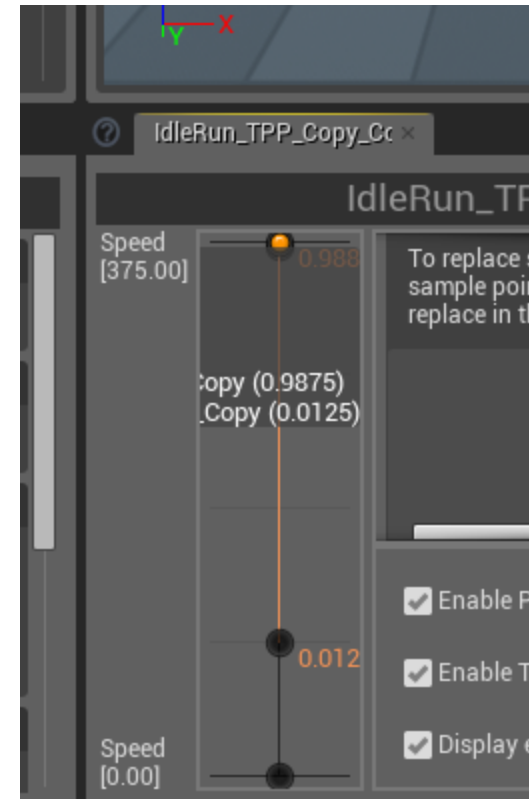 X
Y
IdleRun_TPP_Copy_Cc
IdleRun_TP
Speed
[375.00]
0.988
To replace s
sample poi
replace in t
Copy (0.9875)
_Copy (0.0125)
Enable P
0.012
Enable T
Speed
[0.00]
Display e